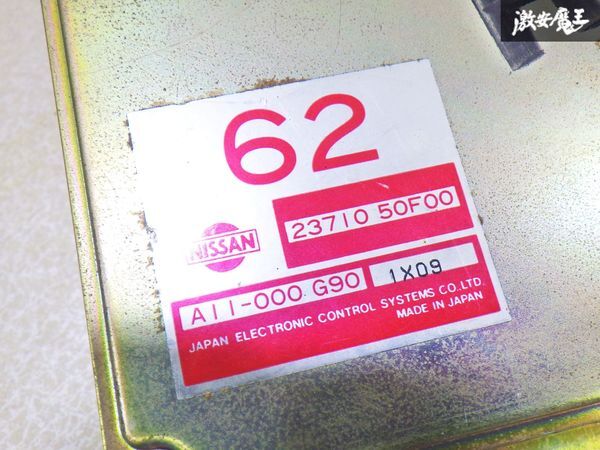 激安魔王
62
23710 50F00
NISSAN
A11-000 G90 1X09
JAPAN ELECTRONIC CONTROL SYSTEMS CO.,LTD.
MADE IN JAPAN